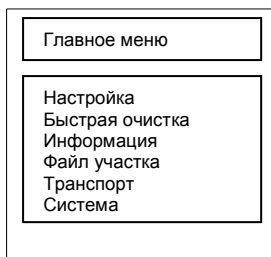 Главное меню
Настройка
Быстрая очистка
Информация
Файл участка
Транспорт
Система